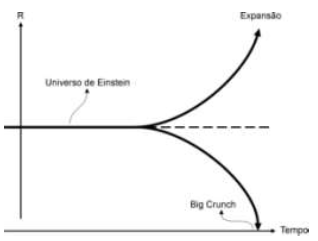 R
Expansão
Universo de Einstein
Big Crunch
Tempo